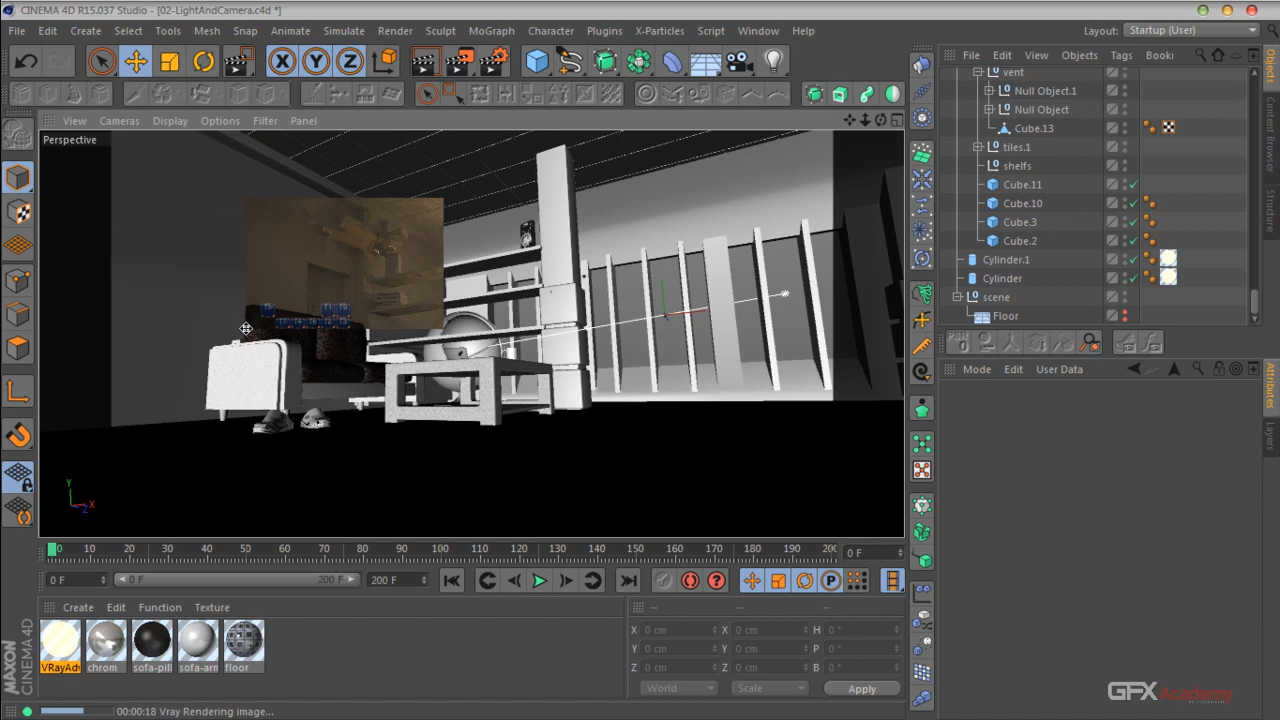 CINEMA 4D R15.037 Studio - [02-LightAndCamera.c4d *]
File Edit Create Select Tools Mesh Snap Animate Simulate Render Sculpt MoGraph Character Plugins X-Particles Script Window Help
Layout: Startup (User)
X Y Z
File Edit View Objects Tags Booki
View Cameras Display Options Filter Panel
Perspective
vent
Null Object.1
Null Object
Cube.13
tiles.1
shelfs
Cube.11
Cube.10
Cube.3
Cube.2
Cylinder.1
Cylinder
scene
Floor
Objects
Content Browser
Structure
PSR
Mode Edit User Data
Attributes
Layers
Y
X
Z
0 10 20 30 40 50 60 70 80 90 100 110 120 130 140 150 160 170 180 190 20( 0 F
0 F 0 F 200 F 200 F
Create Edit Function Texture
-- -- --
X 0 cm X 0 cm H 0 °
Y 0 cm Y 0 cm P 0 °
Z 0 cm Z 0 cm B 0 °
World Scale Apply
VRayAdv chrom sofa-pill sofa-arm floor
MAXON
CINEMA 4D
GFX Academy
00:00:18 Vray Rendering image...